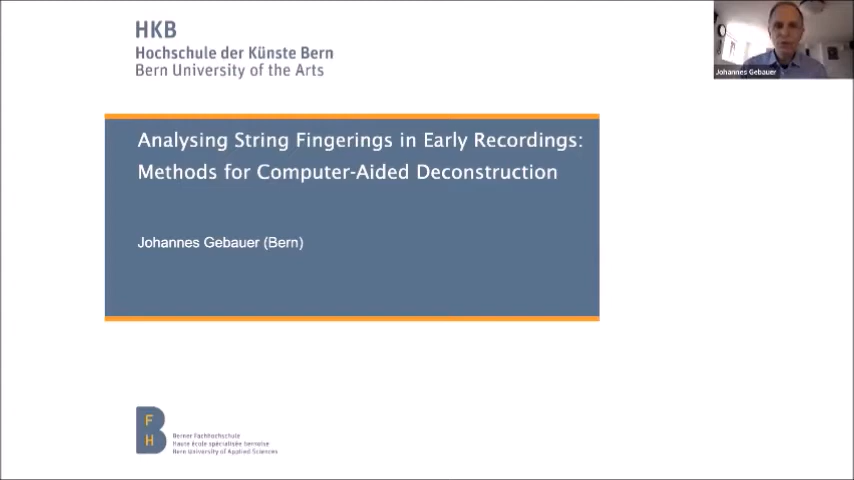 HKB
Hochschule der Künste Bern
Bern University of the Arts
Johannes Gebauer
Analysing String Fingerings in Early Recordings:
Methods for Computer-Aided Deconstruction
Johannes Gebauer (Bern)
F
H
Berner Fachhochschule
Haute école spécialisée bernoise
Bern University of Applied Sciences